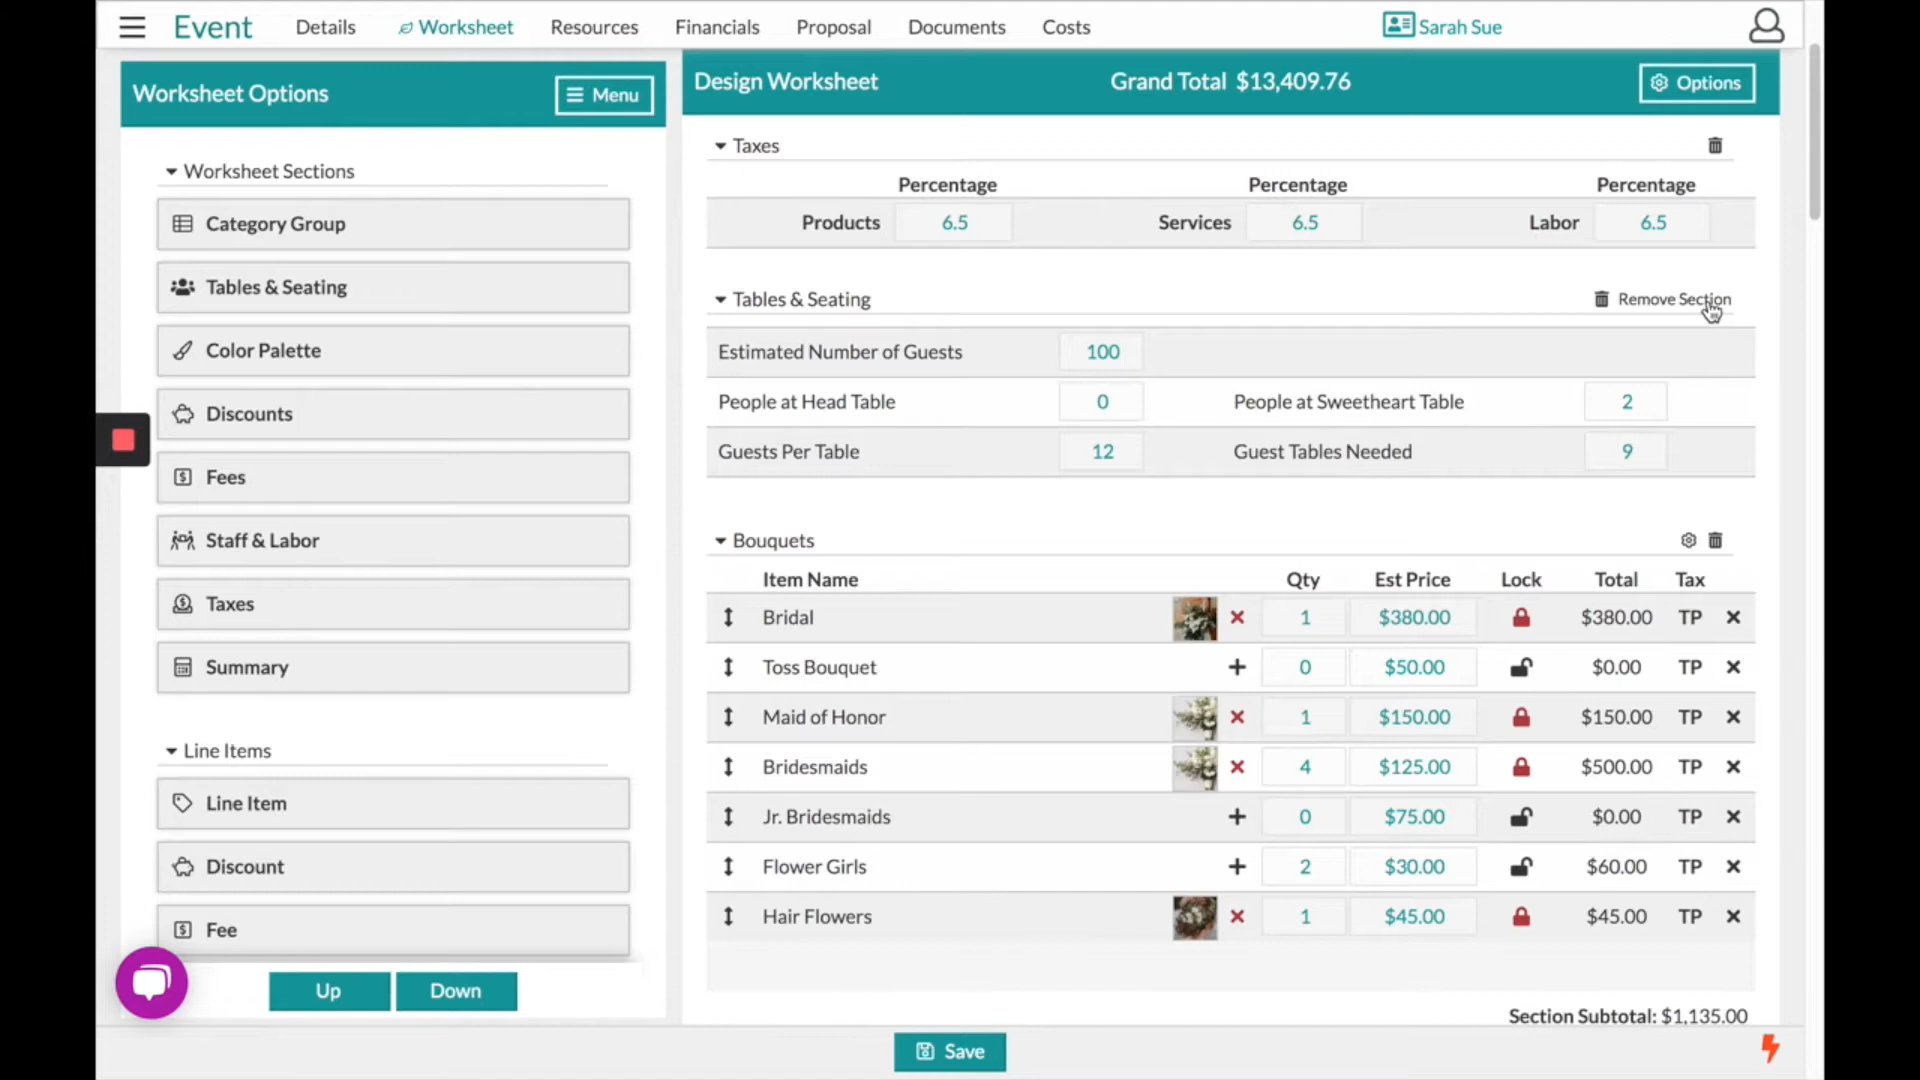 Event Details Worksheet Resources Financials Proposal Documents Costs Sarah Sue
Worksheet Options Menu
Worksheet Sections
Category Group
Tables & Seating
Color Palette
Discounts
Fees
Staff & Labor
Taxes
Summary
Line Items
Line Item
Discount
Fee
Up Down
Design Worksheet Grand Total $13,409.76 Options
Taxes
Percentage Percentage Percentage
Products 6.5 Services 6.5 Labor 6.5
Tables & Seating Remove Section
Estimated Number of Guests 100
People at Head Table 0 People at Sweetheart Table 2
Guests Per Table 12 Guest Tables Needed 9
Bouquets
Item Name Qty Est Price Lock Total Tax
Bridal 1 $380.00 $380.00 TP
Toss Bouquet 0 $50.00 $0.00 TP
Maid of Honor 1 $150.00 $150.00 TP
Bridesmaids 4 $125.00 $500.00 TP
Jr. Bridesmaids 0 $75.00 $0.00 TP
Flower Girls 2 $30.00 $60.00 TP
Hair Flowers 1 $45.00 $45.00 TP
Section Subtotal: $1,135.00
Save